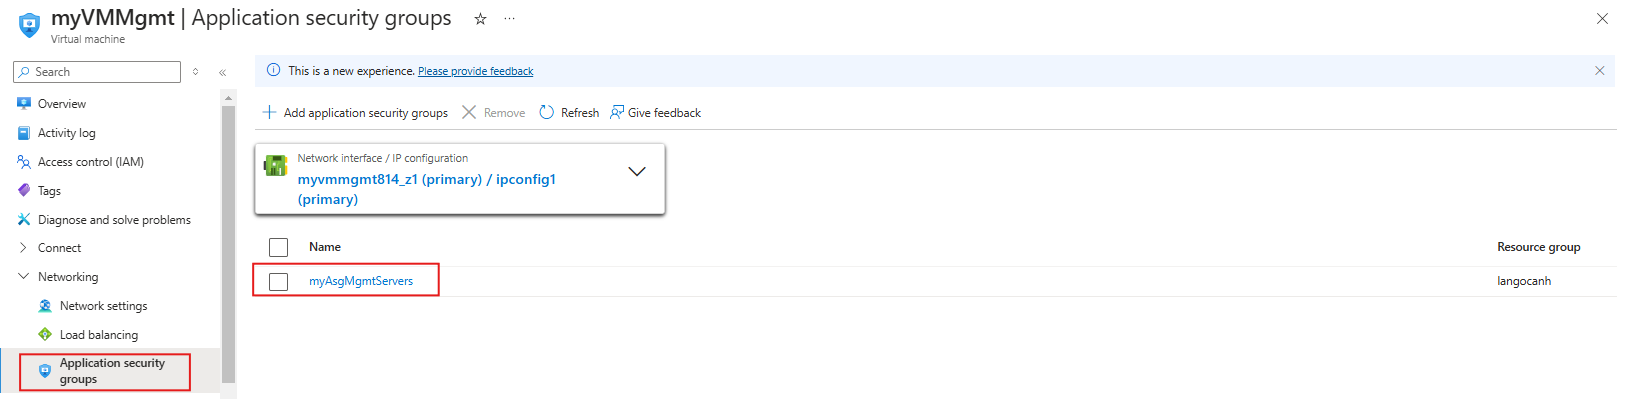 myVMMgmt | Application security groups ☆ ...
Virtual machine
Search
Overview
Activity log
Access control (IAM)
Tags
Diagnose and solve problems
Connect
Networking
Network settings
Load balancing
Application security
groups
This is a new experience. Please provide feedback
Add application security groups Remove Refresh Give feedback
Network interface / IP configuration
myvmmgmt814_z1 (primary) / ipconfig1
(primary)
Name Resource group
myAsgMgmtServers langocanh